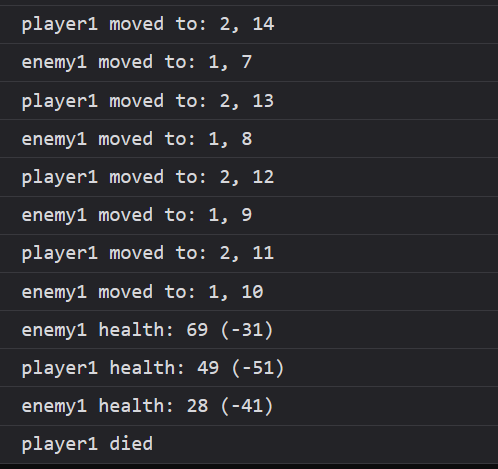 player1 moved to: 2, 14
enemy1 moved to: 1, 7
player1 moved to: 2, 13
enemy1 moved to: 1, 8
player1 moved to: 2, 12
enemy1 moved to: 1, 9
player1 moved to: 2, 11
enemy1 moved to: 1, 10
enemy1 health: 69 (-31)
player1 health: 49 (-51)
enemy1 health: 28 (-41)
player1 died